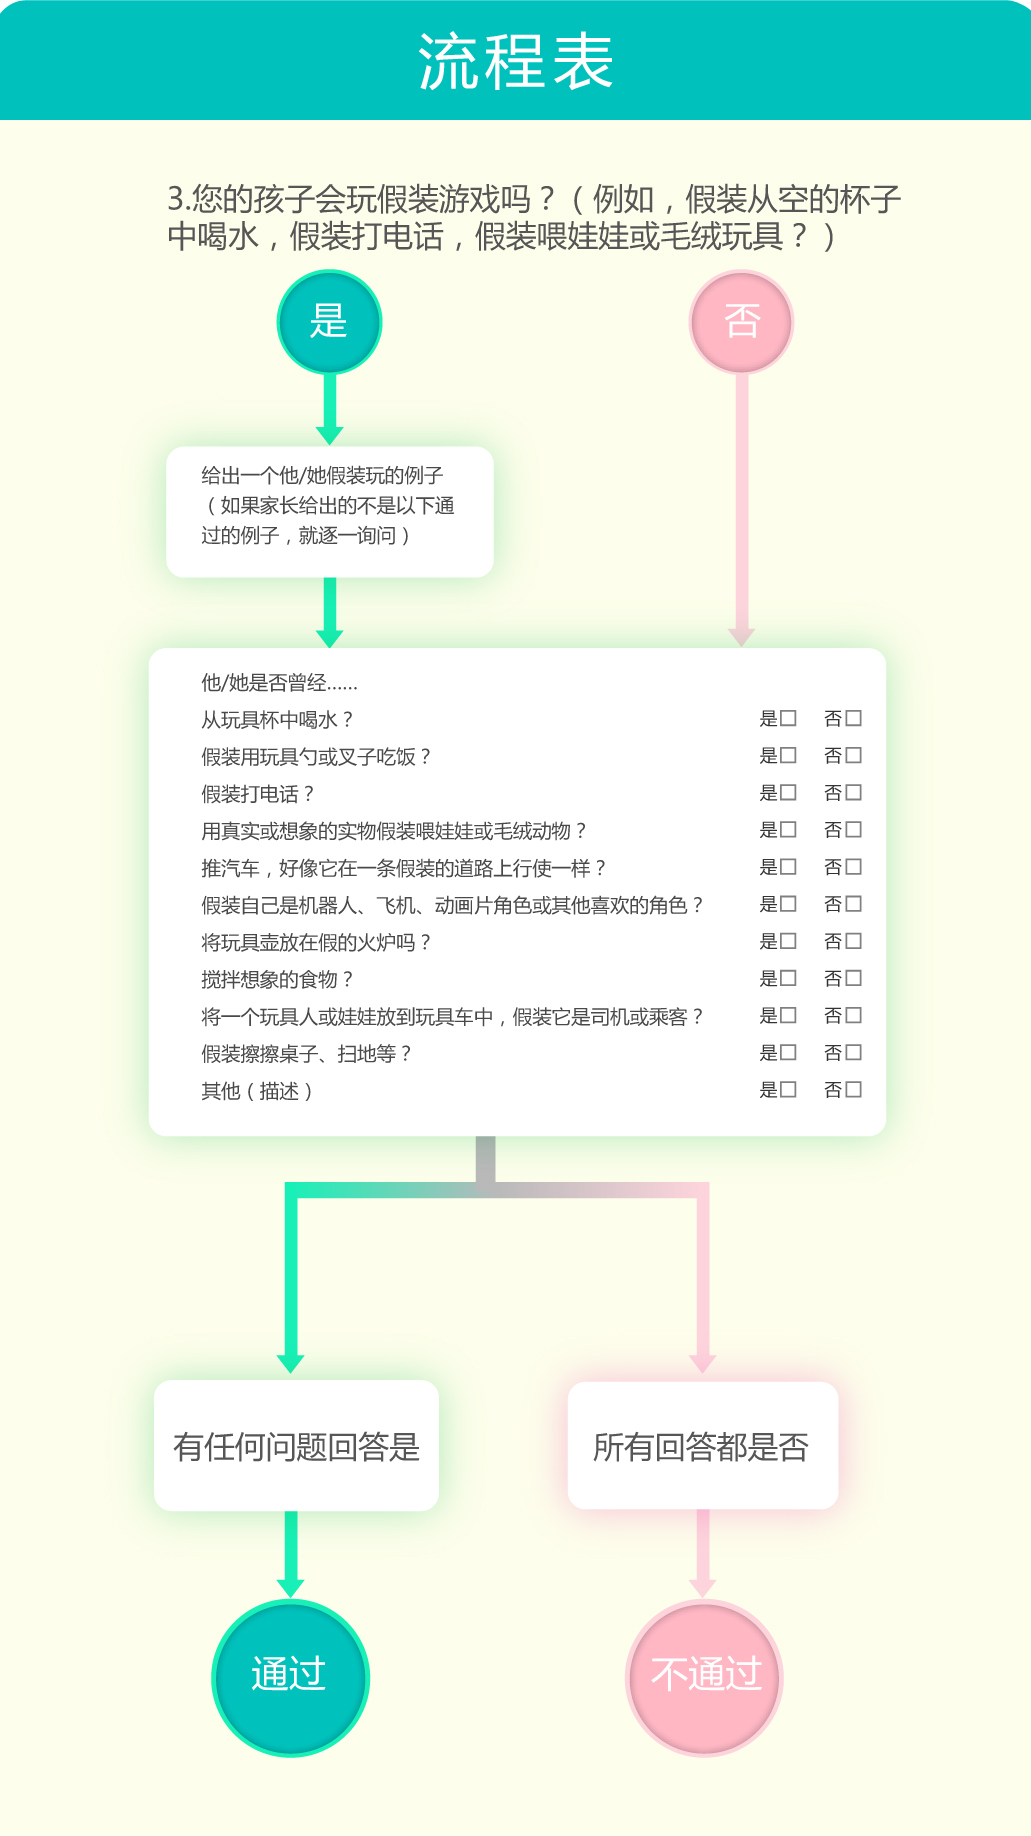 流程表
3.您的孩子会玩假装游戏吗？（例如，假装从空的杯子
中喝水，假装打电话，假装喂娃娃或毛绒玩具？）
是
否
给出一个他/她假装玩的例子
（如果家长给出的不是以下通
过的例子，就逐一询问）
他/她是否曾经……
从玩具杯中喝水？ 是□ 否□
假装用玩具勺或叉子吃饭？ 是□ 否□
假装打电话？ 是□ 否□
用真实或想象的实物假装喂娃娃或毛绒动物？ 是□ 否□
推汽车，好像它在一条假装的道路上行使一样？ 是□ 否□
假装自己是机器人、飞机、动画片角色或其他喜欢的角色？ 是□ 否□
将玩具壶放在假的火炉吗？ 是□ 否□
搅拌想象的食物？ 是□ 否□
将一个玩具人或娃娃放到玩具车中，假装它是司机或乘客？ 是□ 否□
假装擦擦桌子、扫地等？ 是□ 否□
其他（描述） 是□ 否□
有任何问题回答是
所有回答都是否
通过
不通过